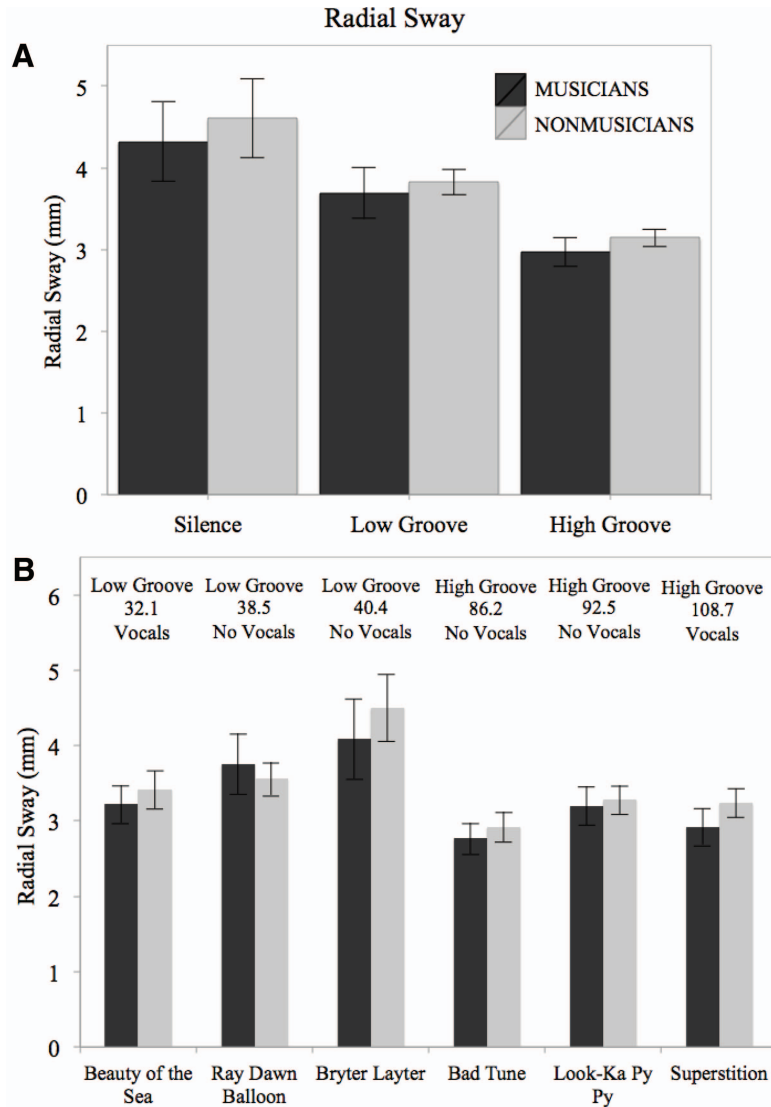 Radial Sway
A
MUSICIANS
NONMUSICIANS
Radial Sway (mm)
5
4
3
2
1
0
Silence Low Groove High Groove
B
Radial Sway (mm)
6
5
4
3
2
1
0
Low Groove Low Groove Low Groove High Groove High Groove High Groove
32.1 38.5 40.4 86.2 92.5 108.7
Vocals No Vocals No Vocals No Vocals No Vocals Vocals
Beauty of the Ray Dawn Bryter Layter Bad Tune Look-Ka Py Superstition
Sea Balloon Py